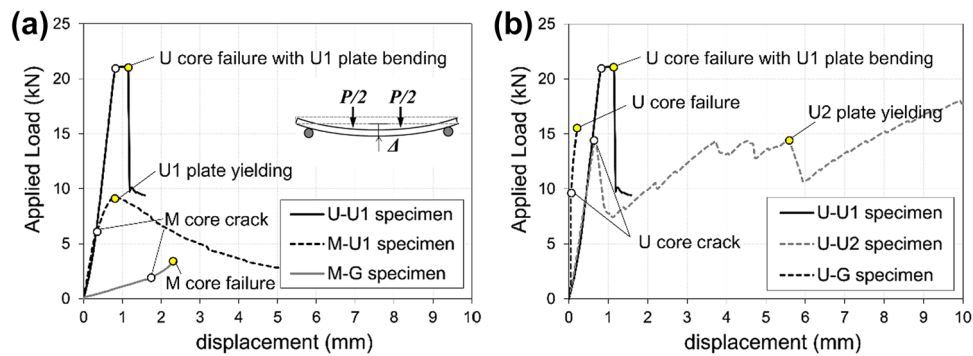 (a)
25
20
15
10
5
0
Applied Load (kN)
U core failure with U1 plate bending
P/2 P/2
Δ
U1 plate yielding
M core crack
M core failure
U-U1 specimen
M-U1 specimen
M-G specimen
0 1 2 3 4 5 6 7 8 9 10
displacement (mm)
(b)
25
20
15
10
5
0
Applied Load (kN)
U core failure with U1 plate bending
U core failure
U2 plate yielding
U core crack
U-U1 specimen
U-U2 specimen
U-G specimen
0 1 2 3 4 5 6 7 8 9 10
displacement (mm)